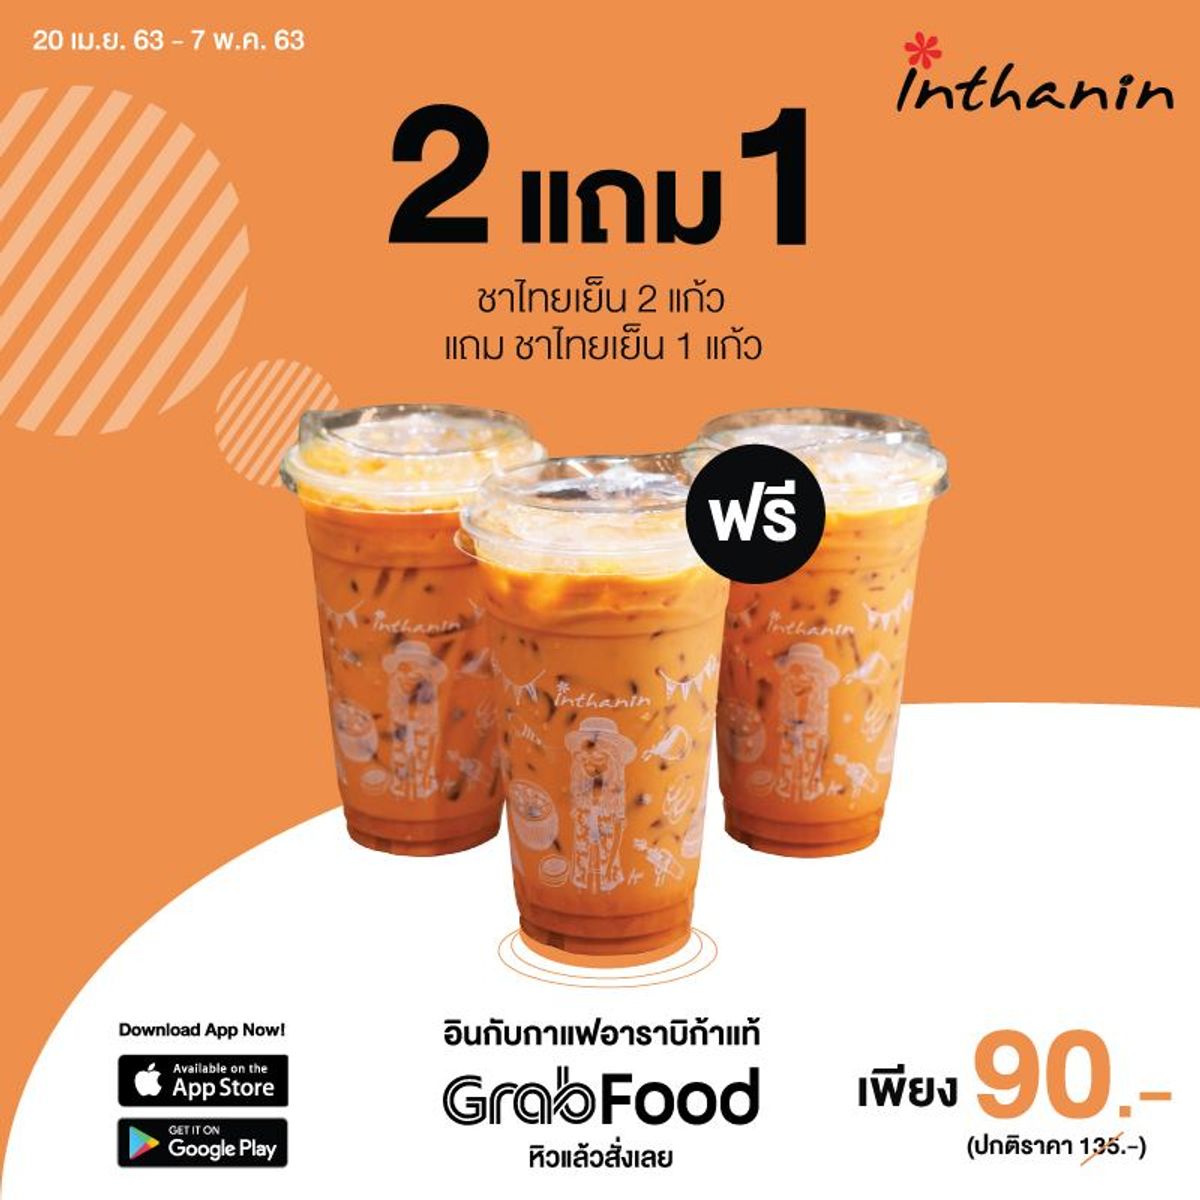 20 เม.ย. 63 - 7 พ.ค. 63
inthanin
2 แถม 1
ชาไทยเย็น 2 แก้ว
แถม ชาไทยเย็น 1 แก้ว
ฟรี
inthanin
inthanin
inthanin
Download App Now!
Available on the
App Store
GET IT ON
Google Play
อินกับกาแฟอาราบิก้าแท้
GrabFood
หิวแล้วสั่งเลย
เพียง 90.-
(ปกติราคา 135.-)